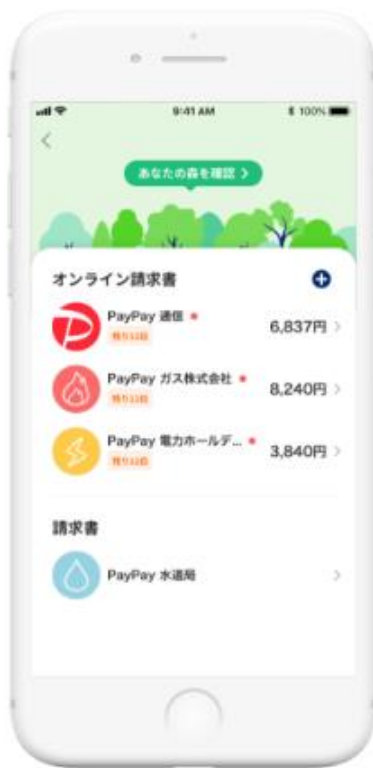 9:41 AM
100%
あなたの森を確認 >
オンライン請求書
PayPay 通信
6,837円
PayPay ガス株式会社
8,240円
PayPay 電力ホールデ...
3,840円
請求書
PayPay 水道局